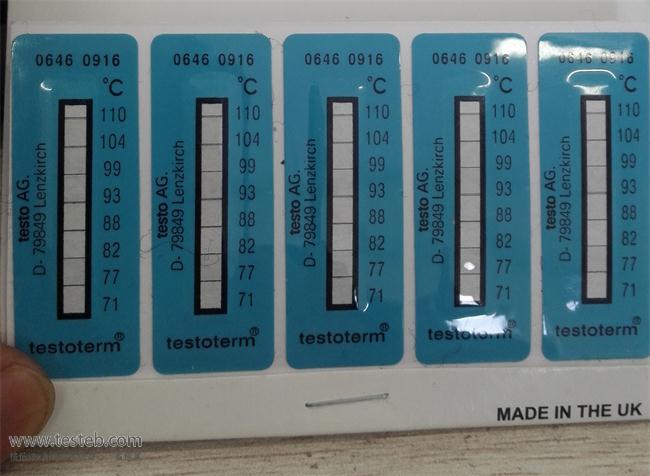 0646 0916
°C
110
104
99
93
88
82
77
71
testo AG.
D- 79849 Lenzkirch
testoterm®
0646 0916
°C
110
104
99
93
88
82
77
71
testo AG.
D- 79849 Lenzkirch
testoterm®
0646 0916
°C
110
104
99
93
88
82
77
71
testo AG.
D- 79849 Lenzkirch
testoterm®
0646 0916
°C
110
104
99
93
88
82
77
71
testo AG.
D- 79849 Lenzkirch
testoterm®
0646 0916
°C
110
104
99
93
88
82
77
71
testo AG.
D- 79849 Lenzkirch
testoterm®
MADE IN THE UK
www.testeb.com